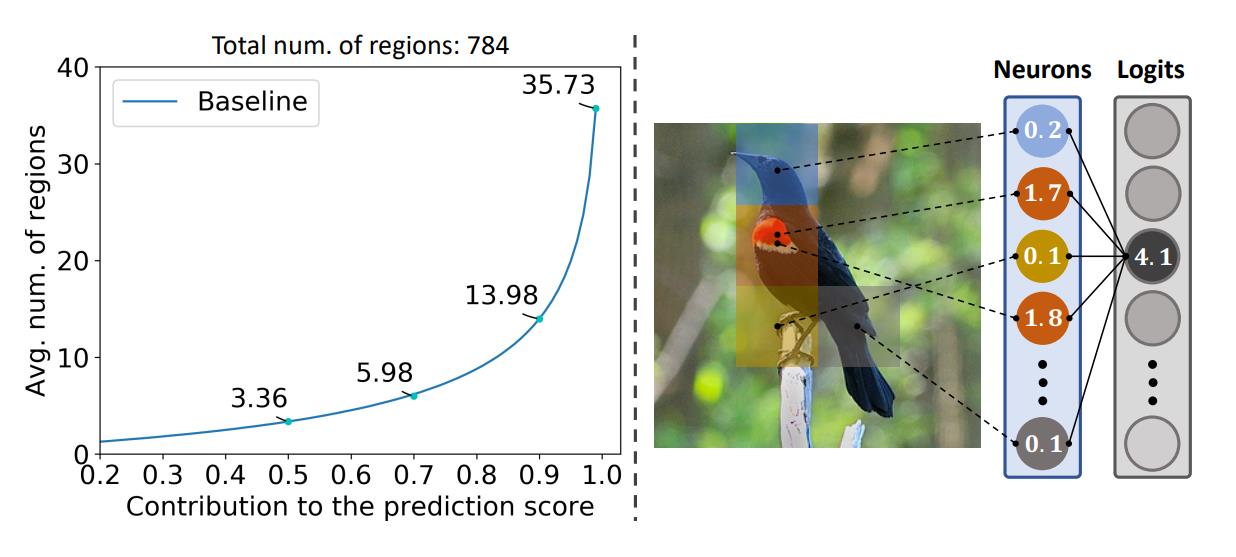 Total num. of regions: 784
Avg. num. of regions
40
30
20
10
0
Baseline
35.73
13.98
5.98
3.36
0.2 0.3 0.4 0.5 0.6 0.7 0.8 0.9 1.0
Contribution to the prediction score
Neurons Logits
0.2
1.7
0.1
4.1
1.8
0.1